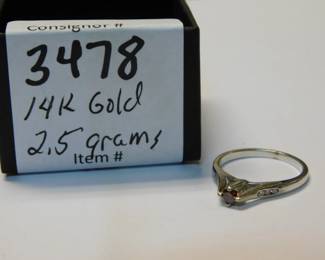 Consignor #
3478
14K Gold
2.5 grams
Item #